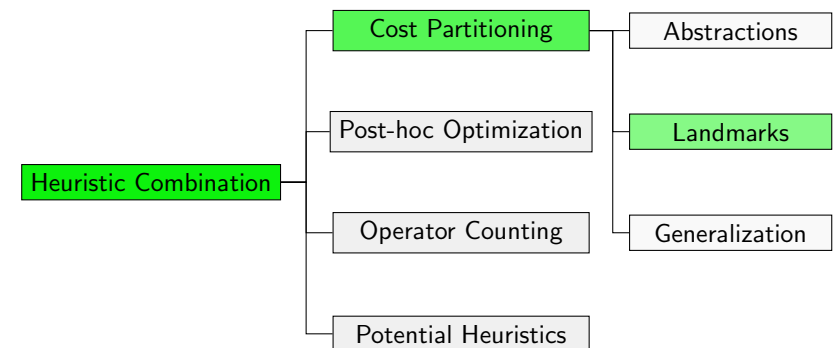 Heuristic Combination
Cost Partitioning
Post-hoc Optimization
Operator Counting
Potential Heuristics
Abstractions
Landmarks
Generalization